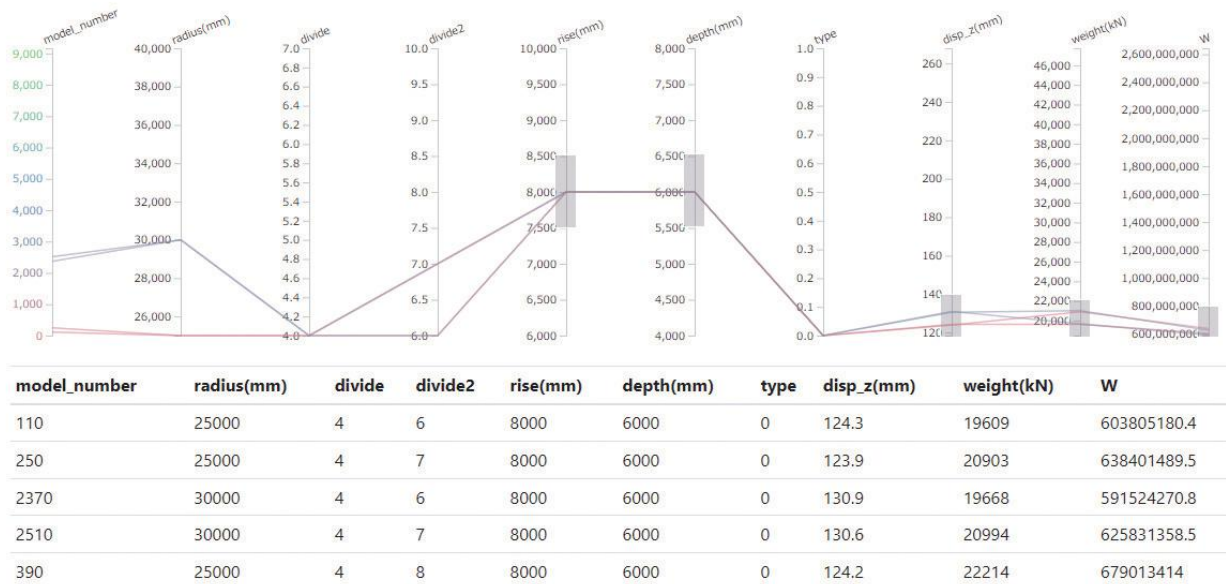 model_number radius(mm) divide divide2 rise(mm) depth(mm) type disp_z(mm) weight(kN) W
9,000 40,000 7.0 10.0 10,000 8,000 1.0 260 46,000 2,600,000,000
8,000 38,000 6.8 9.5 9,500 7,500 0.9 240 44,000 2,400,000,000
7,000 36,000 6.6 9.0 9,000 7,000 0.8 220 42,000 2,200,000,000
6,000 34,000 6.4 8.5 8,500 6,500 0.7 200 40,000 2,000,000,000
5,000 32,000 6.2 8.0 8,000 6,000 0.6 180 38,000 1,800,000,000
4,000 30,000 6.0 7.5 7,500 5,500 0.5 160 36,000 1,600,000,000
3,000 28,000 5.8 7.0 7,000 5,000 0.4 140 34,000 1,400,000,000
2,000 26,000 5.6 6.5 6,500 4,500 0.3 120 32,000 1,200,000,000
1,000 5.4 6.0 6,000 4,000 0.2 30,000 1,000,000,000
0 5.2 0.1 28,000 800,000,000
5.0 0.0 26,000 600,000,000
4.8 24,000
4.6 22,000
4.4 20,000
4.2
4.0
model_number radius(mm) divide divide2 rise(mm) depth(mm) type disp_z(mm) weight(kN) W
110 25000 4 6 8000 6000 0 124.3 19609 603805180.4
250 25000 4 7 8000 6000 0 123.9 20903 638401489.5
2370 30000 4 6 8000 6000 0 130.9 19668 591524270.8
2510 30000 4 7 8000 6000 0 130.6 20994 625831358.5
390 25000 4 8 8000 6000 0 124.2 22214 679013414